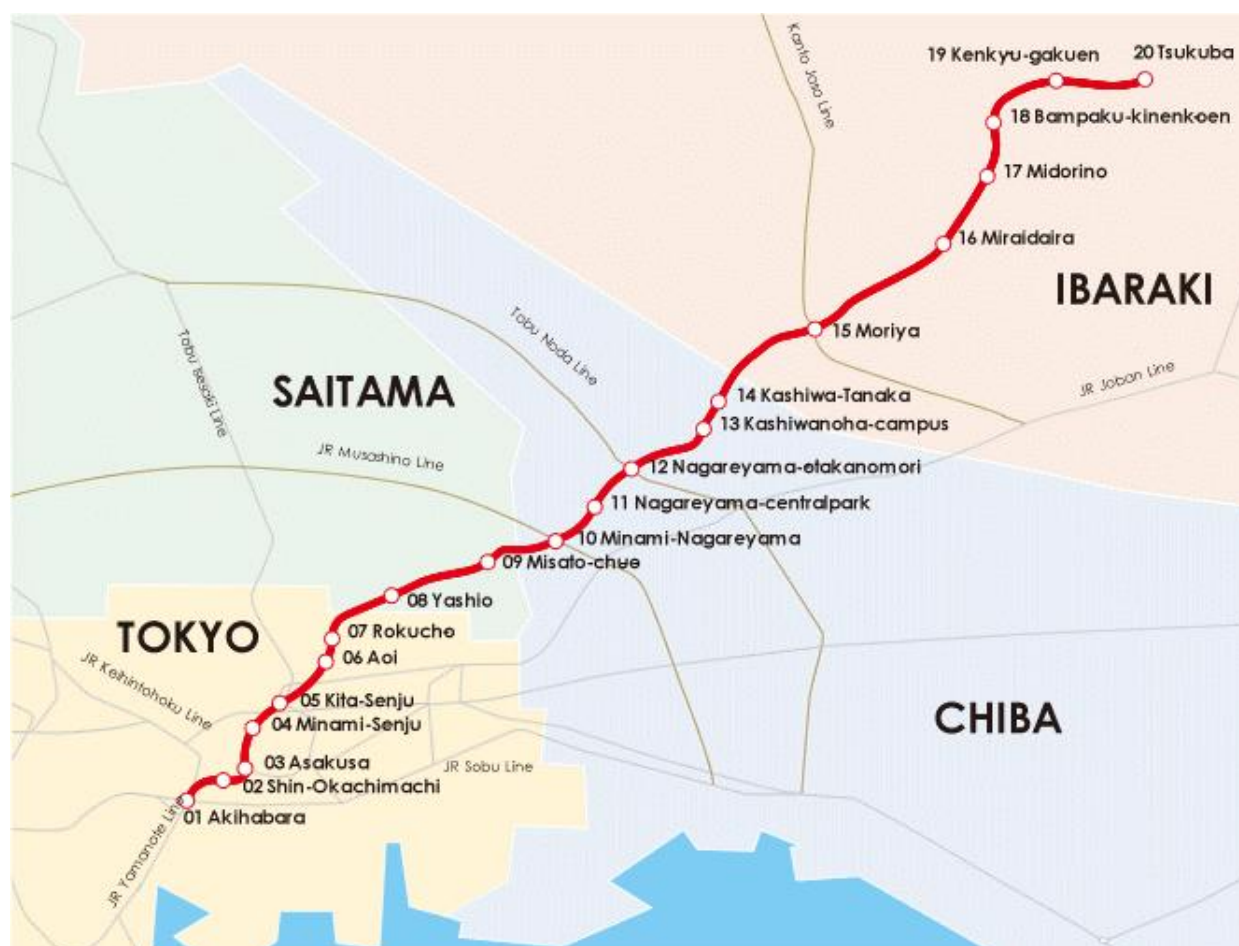 Kanto Joso Line
19 Kenkyu-gakuen
20 Tsukuba
18 Bampaku-kinenkoen
17 Midorino
16 Miraidaira
IBARAKI
15 Moriya
Tobu Noda Line
Tobu Isesaki Line
JR Joban Line
SAITAMA
14 Kashiwa-Tanaka
13 Kashiwanoha-campus
JR Musashino Line
12 Nagareyama-otakanomori
11 Nagareyama-centralpark
10 Minami-Nagareyama
09 Misato-chuo
08 Yashio
TOKYO
07 Rokucho
06 Aoi
JR Keihintohoku Line
05 Kita-Senju
04 Minami-Senju
CHIBA
03 Asakusa
JR Sobu Line
02 Shin-Okachimachi
01 Akihabara
JR Yamanote Line